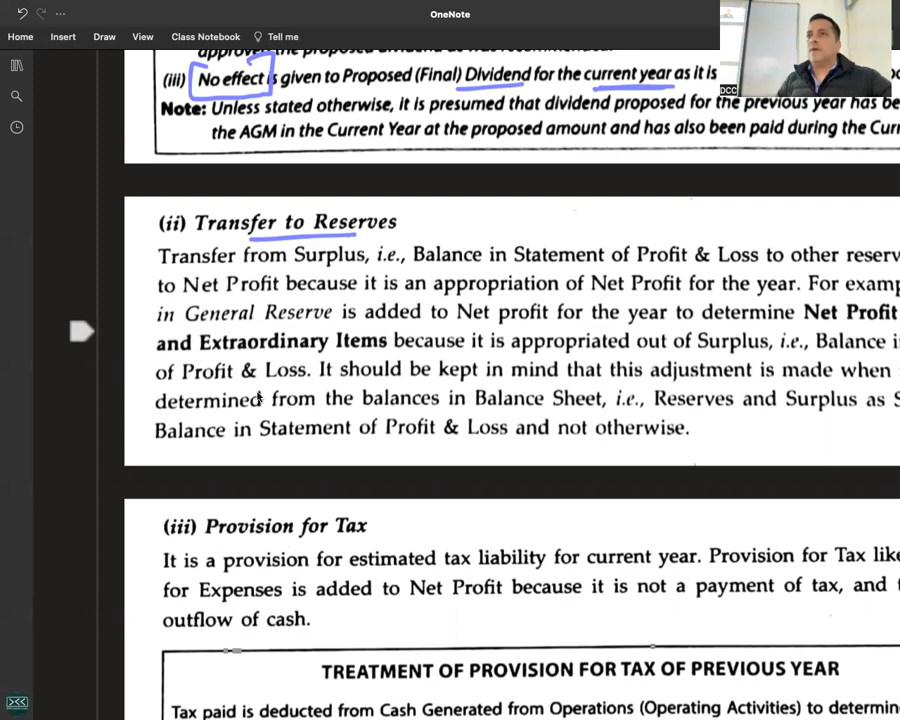 OneNote
Home Insert Draw View Class Notebook Tell me
approved the proposed dividend as was recommended.
(iii) No effect is given to Proposed (Final) Dividend for the current year as it is
Note: Unless stated otherwise, it is presumed that dividend proposed for the previous year has be
the AGM in the Current Year at the proposed amount and has also been paid during the Curr
DCC
(ii) Transfer to Reserves
Transfer from Surplus, i.e., Balance in Statement of Profit & Loss to other reserv
to Net Profit because it is an appropriation of Net Profit for the year. For examp
in General Reserve is added to Net profit for the year to determine Net Profit
and Extraordinary Items because it is appropriated out of Surplus, i.e., Balance i
of Profit & Loss. It should be kept in mind that this adjustment is made when
determined from the balances in Balance Sheet, i.e., Reserves and Surplus as S
Balance in Statement of Profit & Loss and not otherwise.
(iii) Provision for Tax
It is a provision for estimated tax liability for current year. Provision for Tax like
for Expenses is added to Net Profit because it is not a payment of tax, and t
outflow of cash.
TREATMENT OF PROVISION FOR TAX OF PREVIOUS YEAR
Tax paid is deducted from Cash Generated from Operations (Operating Activities) to determin